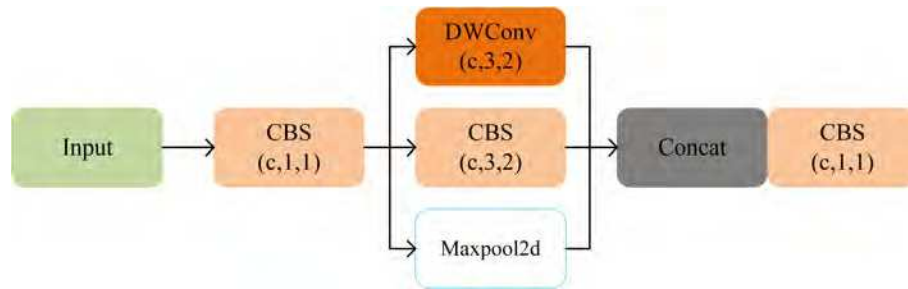 DWConv
(c,3,2)
Input
CBS
(c,1,1)
CBS
(c,3,2)
Concat
CBS
(c,1,1)
Maxpool2d